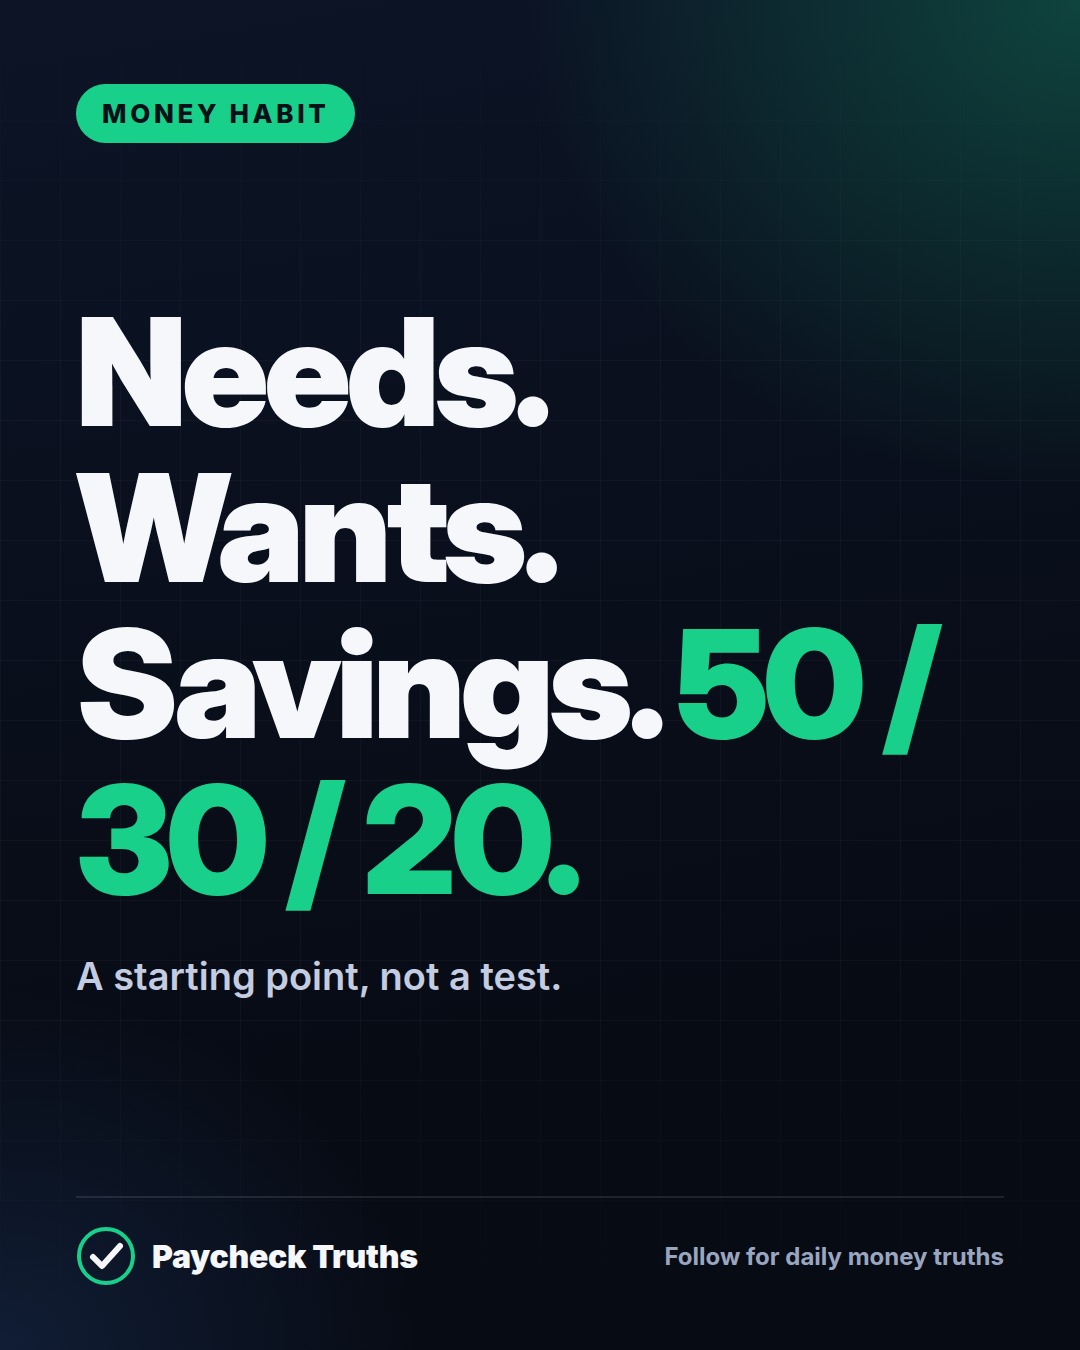 MONEY HABIT
Needs.
Wants.
Savings. 50 /
30 / 20.
A starting point, not a test.
Paycheck Truths
Follow for daily money truths